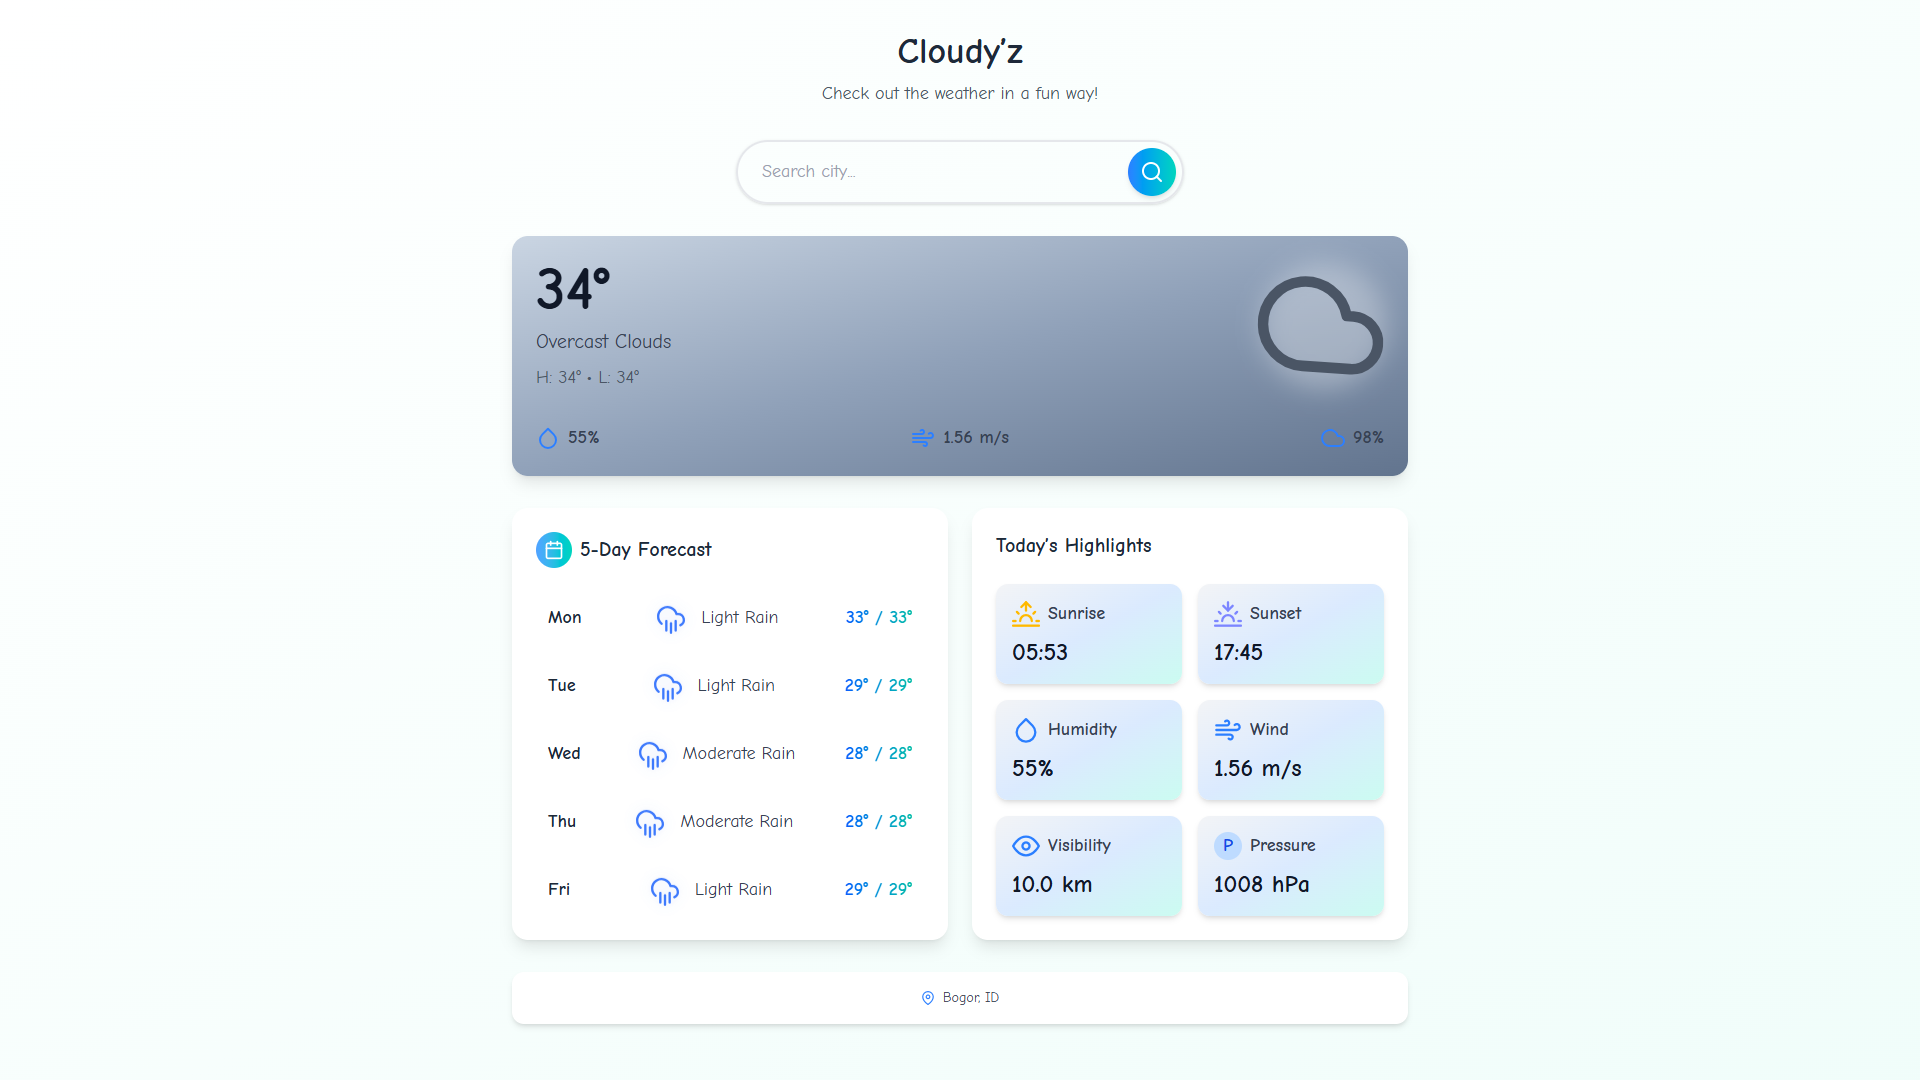 Cloudy'z
Check out the weather in a fun way!
Search city...
34°
Overcast Clouds
H: 34° • L: 34°
55%
1.56 m/s
98%
5-Day Forecast
Mon Light Rain 33° / 33°
Tue Light Rain 29° / 29°
Wed Moderate Rain 28° / 28°
Thu Moderate Rain 28° / 28°
Fri Light Rain 29° / 29°
Today's Highlights
Sunrise
05:53
Sunset
17:45
Humidity
55%
Wind
1.56 m/s
Visibility
10.0 km
P Pressure
1008 hPa
Bogor, ID